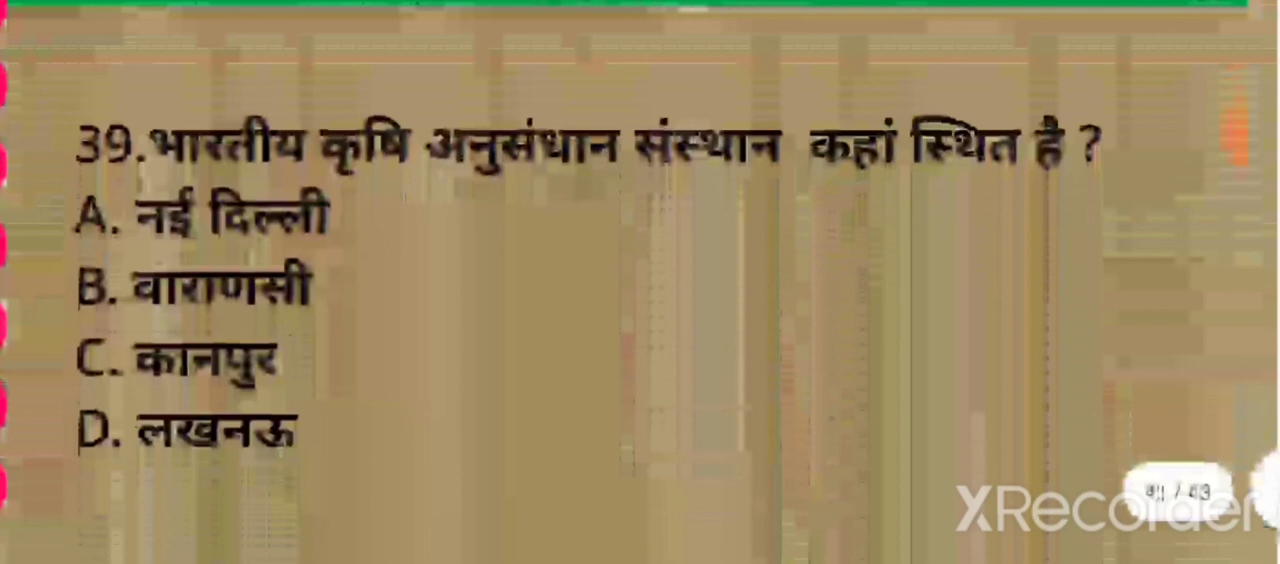 39.भारतीय कृषि अनुसंधान संस्थान कहां स्थित है ?
A. नई दिल्ली
B. वाराणसी
C. कानपुर
D. लखनऊ
XRecorder